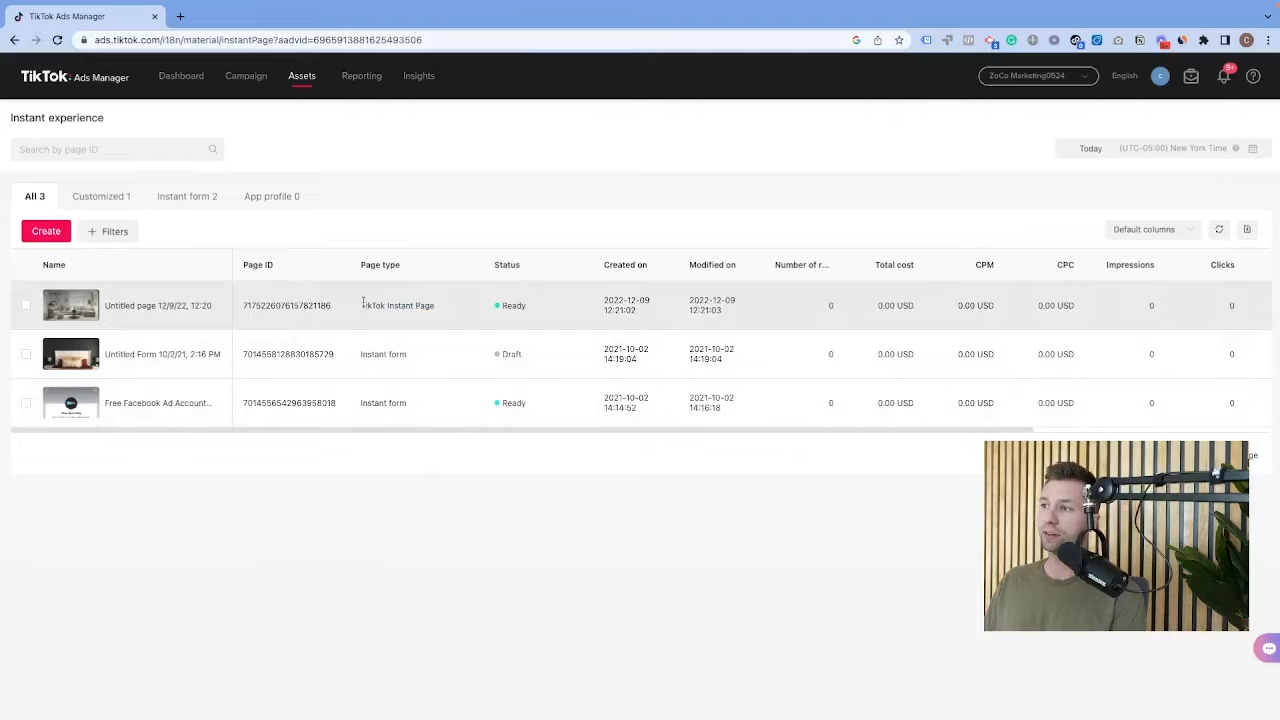 TikTok Ads Manager
ads.tiktok.com/i18n/material/instantPage?aadvid=6965913881625493506
TikTok: Ads Manager
Dashboard
Campaign
Assets
Reporting
Insights
ZoCo Marketing0524
English
C
9+
Instant experience
Search by page ID
Today
(UTC-05:00) New York Time
All 3
Customized 1
Instant form 2
App profile 0
Create
+ Filters
Default columns
Name
Page ID
Page type
Status
Created on
Modified on
Number of r...
Total cost
CPM
CPC
Impressions
Clicks
Untitled page 12/9/22, 12:20
7175226076157821186
TikTok Instant Page
Ready
2022-12-09
12:21:02
2022-12-09
12:21:03
0
0.00 USD
0.00 USD
0.00 USD
0
0
Untitled Form 10/2/21, 2:16 PM
7014558128830185729
Instant form
Draft
2021-10-02
14:19:04
2021-10-02
14:19:04
0
0.00 USD
0.00 USD
0.00 USD
0
0
Free Facebook Ad Account...
7014556542963958018
Instant form
Ready
2021-10-02
14:14:52
2021-10-02
14:16:18
0
0.00 USD
0.00 USD
0.00 USD
0
0
ge